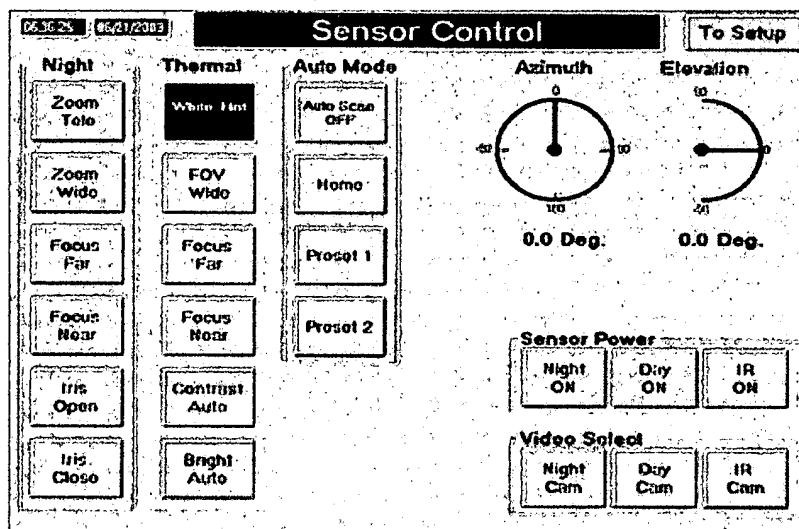 06:36:25 06/21/2003
Sensor Control
To Setup
Night
Zoom
Tele
Zoom
Wide
Focus
Far
Focus
Near
Iris
Open
Iris
Close
Thermal
White Hot
FOV
Wide
Focus
Far
Focus
Near
Contrast
Auto
Bright
Auto
Auto Mode
Auto Scan
OFF
Home
Preset 1
Preset 2
Azimuth
0
90
180
0.0 Deg.
Elevation
0
0.0 Deg.
Sensor Power
Night
ON
Day
ON
IR
ON
Video Select
Night
Cam
Day
Cam
IR
Cam